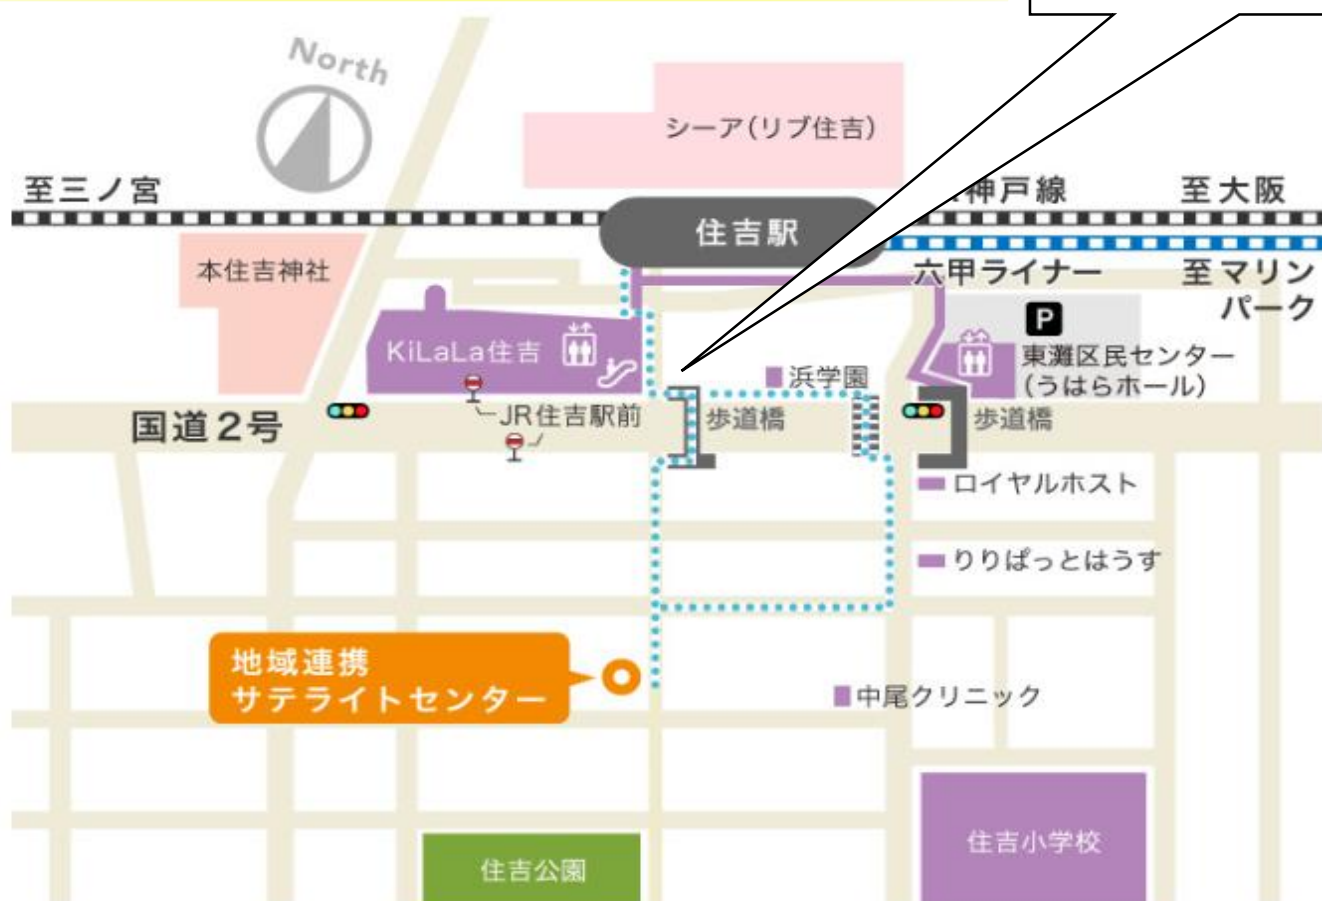 North
シーア(リブ住吉)
至三ノ宮
神戸線
至大阪
住吉駅
本住吉神社
六甲ライナー
至マリン
パーク
P
KiLaLa住吉
東灘区民センター
(うはらホール)
浜学園
国道2号
JR住吉駅前
歩道橋
歩道橋
ロイヤルホスト
りりぱっとはうす
地域連携
サテライトセンター
中尾クリニック
住吉小学校
住吉公園